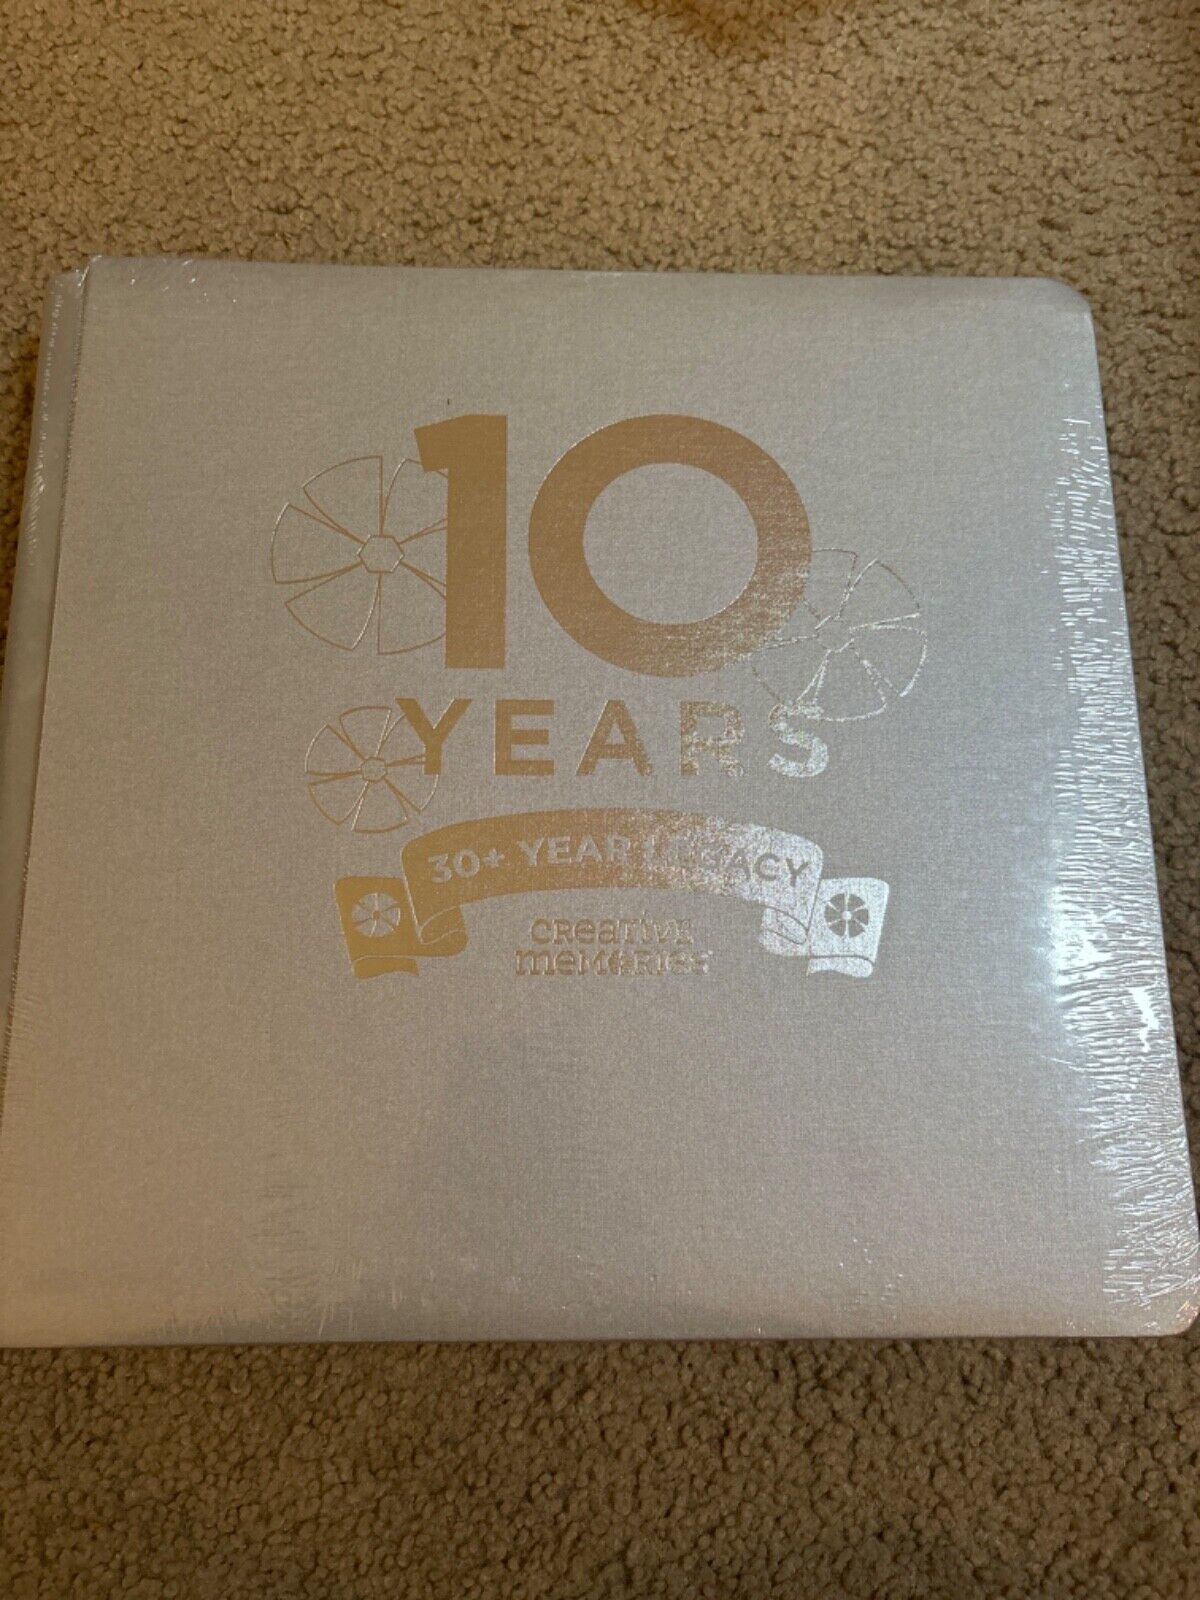 10
YEARS
30+ YEAR LEGACY
CReaTIVe
meMoRIes